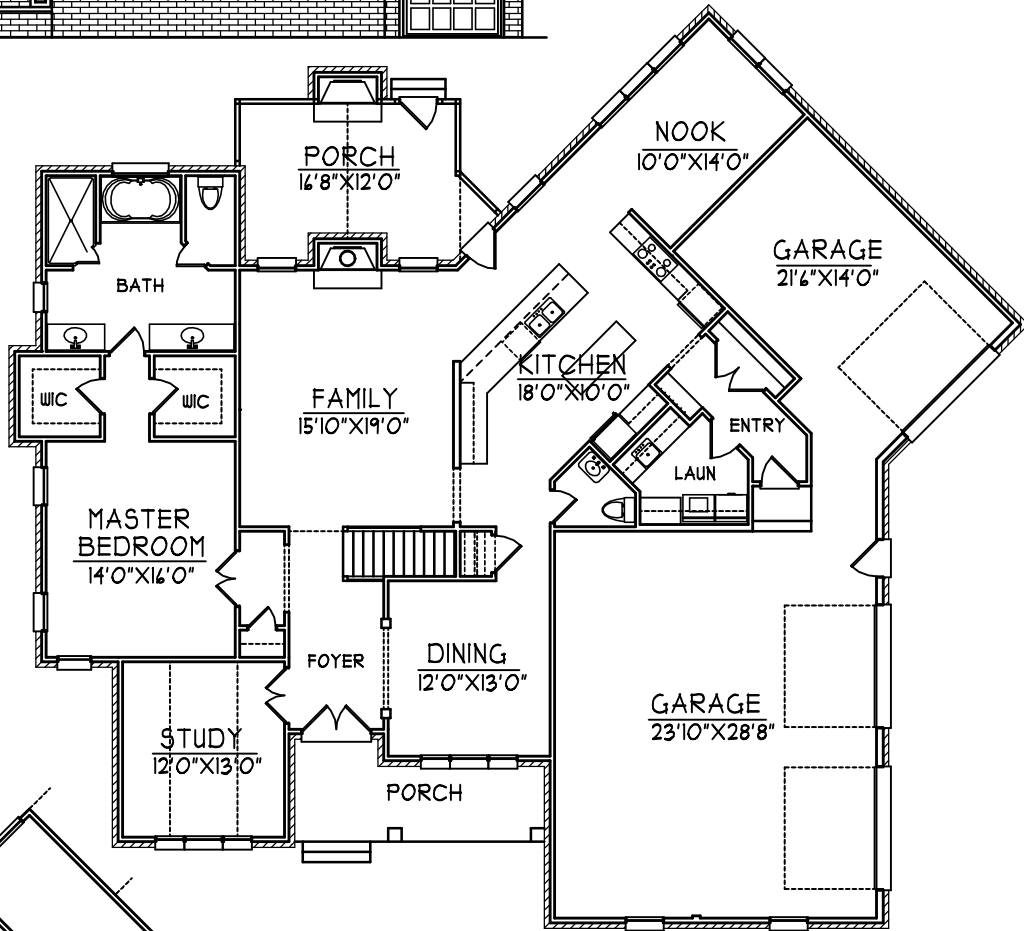 NOOK
10'0"X14'0"
PORCH
16'8"X12'0"
GARAGE
21'6"X14'0"
BATH
KITCHEN
18'0"X10'0"
WIC
WIC
FAMILY
15'10"X19'0"
ENTRY
LAUN
MASTER
BEDROOM
14'0"X16'0"
FOYER
DINING
12'0"X13'0"
GARAGE
23'10"X28'8"
STUDY
12'0"X13'0"
PORCH